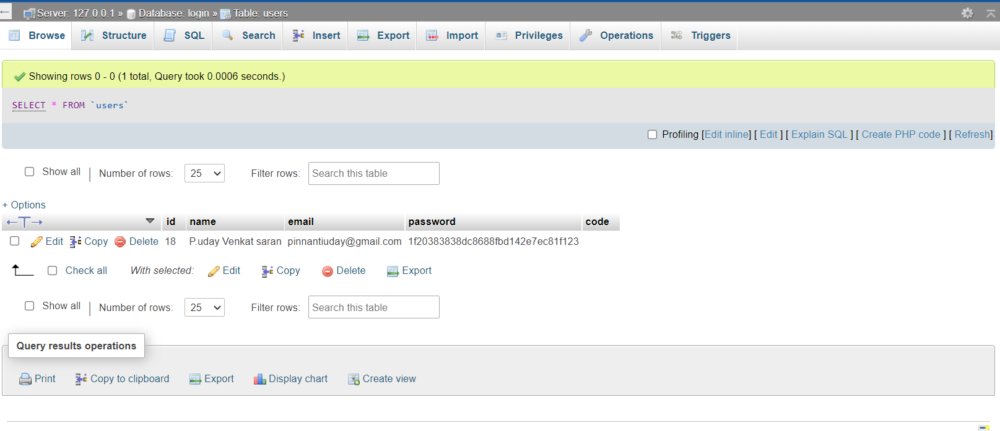 Server: 127.0.0.1 » Database: login » Table: users
Browse Structure SQL Search Insert Export Import Privileges Operations Triggers
Showing rows 0 - 0 (1 total, Query took 0.0006 seconds.)
SELECT * FROM `users`
Profiling [Edit inline] [ Edit ] [ Explain SQL ] [ Create PHP code ] [ Refresh]
Show all | Number of rows: 25 Filter rows: Search this table
+ Options
←T→ id name email password code
Edit Copy Delete 18 P.uday Venkat saran pinnantiuday@gmail.com 1f20383838dc8688fbd142e7ec81f123
Check all With selected: Edit Copy Delete Export
Show all | Number of rows: 25 Filter rows: Search this table
Query results operations
Print Copy to clipboard Export Display chart Create view